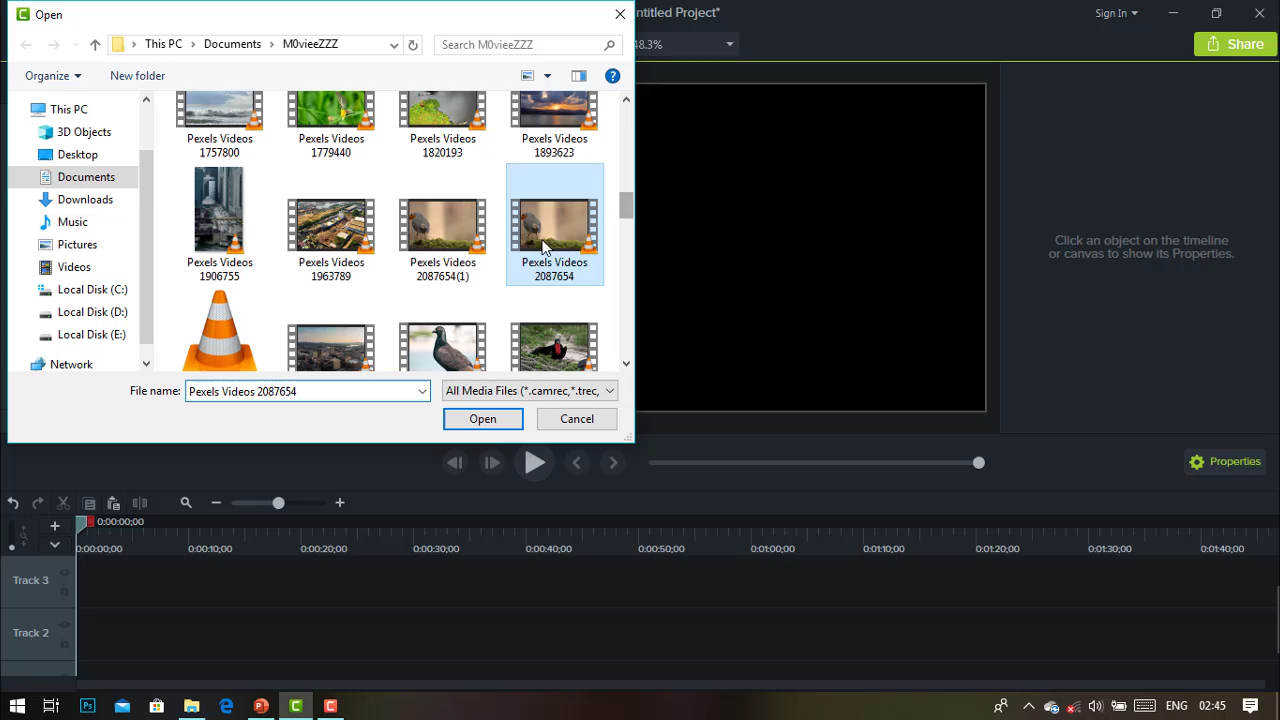 Open
ntitled Project*
Sign In
This PC
Documents
M0vieeZZZ
Search M0vieeZZZ
48.3%
Share
Organize
New folder
This PC
3D Objects
Desktop
Documents
Downloads
Music
Pictures
Videos
Local Disk (C:)
Local Disk (D:)
Local Disk (E:)
Network
Pexels Videos
1757800
Pexels Videos
1779440
Pexels Videos
1820193
Pexels Videos
1893623
Pexels Videos
1906755
Pexels Videos
1963789
Pexels Videos
2087654(1)
Pexels Videos
2087654
Click an object on the timeline
or canvas to show its Properties.
File name:
Pexels Videos 2087654
All Media Files (*.camrec,*.trec,
Open
Cancel
Properties
0:00:00;00
0:00:00;00
0:00:10;00
0:00:20;00
0:00:30;00
0:00:40;00
0:00:50;00
0:01:00;00
0:01:10;00
0:01:20;00
0:01:30;00
0:01:40;00
Track 3
Track 2
Ps
ENG
02:45